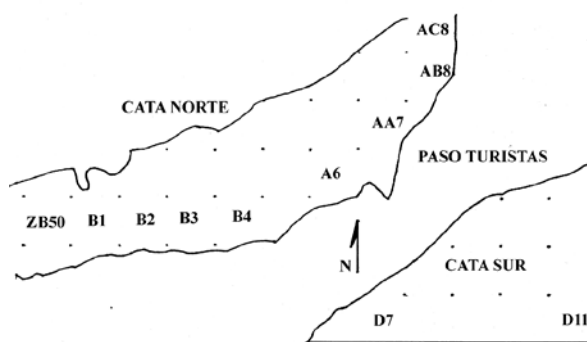 AC8
AB8
CATA NORTE
AA7
PASO TURISTAS
A6
ZB50 B1 B2 B3 B4
N
CATA SUR
D7 D11